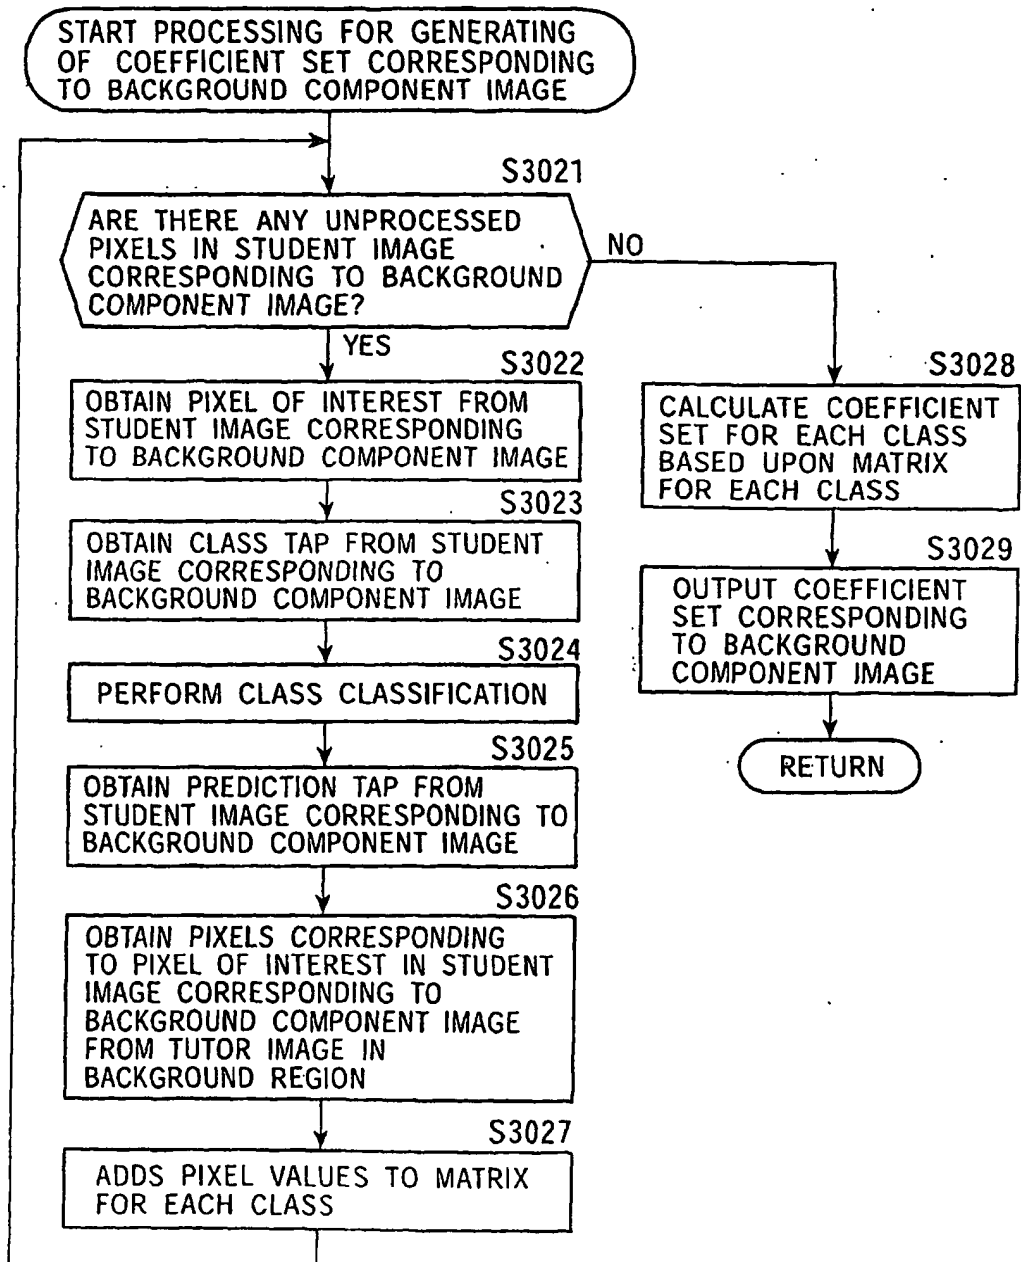 START PROCESSING FOR GENERATING
OF COEFFICIENT SET CORRESPONDING
TO BACKGROUND COMPONENT IMAGE
S3021
ARE THERE ANY UNPROCESSED
PIXELS IN STUDENT IMAGE
CORRESPONDING TO BACKGROUND
COMPONENT IMAGE?
NO
YES
S3022
OBTAIN PIXEL OF INTEREST FROM
STUDENT IMAGE CORRESPONDING
TO BACKGROUND COMPONENT IMAGE
S3023
OBTAIN CLASS TAP FROM STUDENT
IMAGE CORRESPONDING TO
BACKGROUND COMPONENT IMAGE
S3024
PERFORM CLASS CLASSIFICATION
S3025
OBTAIN PREDICTION TAP FROM
STUDENT IMAGE CORRESPONDING TO
BACKGROUND COMPONENT IMAGE
S3026
OBTAIN PIXELS CORRESPONDING
TO PIXEL OF INTEREST IN STUDENT
IMAGE CORRESPONDING TO
BACKGROUND COMPONENT IMAGE
FROM TUTOR IMAGE IN
BACKGROUND REGION
S3027
ADDS PIXEL VALUES TO MATRIX
FOR EACH CLASS
S3028
CALCULATE COEFFICIENT
SET FOR EACH CLASS
BASED UPON MATRIX
FOR EACH CLASS
S3029
OUTPUT COEFFICIENT
SET CORRESPONDING
TO BACKGROUND
COMPONENT IMAGE
RETURN